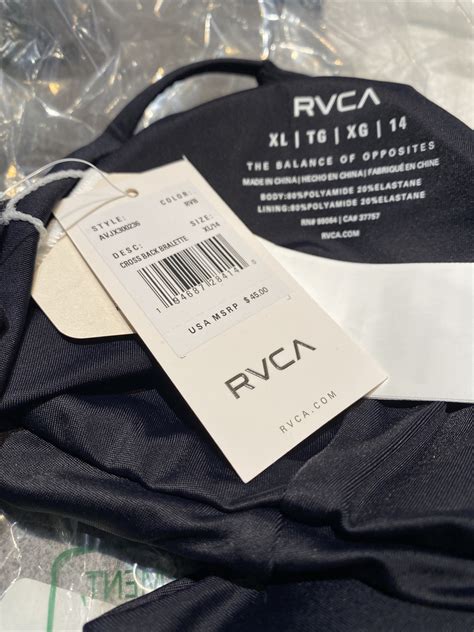 RVCA
XL | TG | XG | 14
THE BALANCE OF OPPOSITES
MADE IN CHINA | HECHO EN CHINA | FABRIQUÉ EN CHINE
BODY:80% POLYAMIDE 20% ELASTANE
LINING:80% POLYAMIDE 20% ELASTANE
RVCA.COM
STYLE:
AVJX300236
COLOR:
RVB
DESC:
CROSS BACK BRALETTE
SIZE:
XL/14
USA MSRP $45.00
RVCA
RVCA.COM